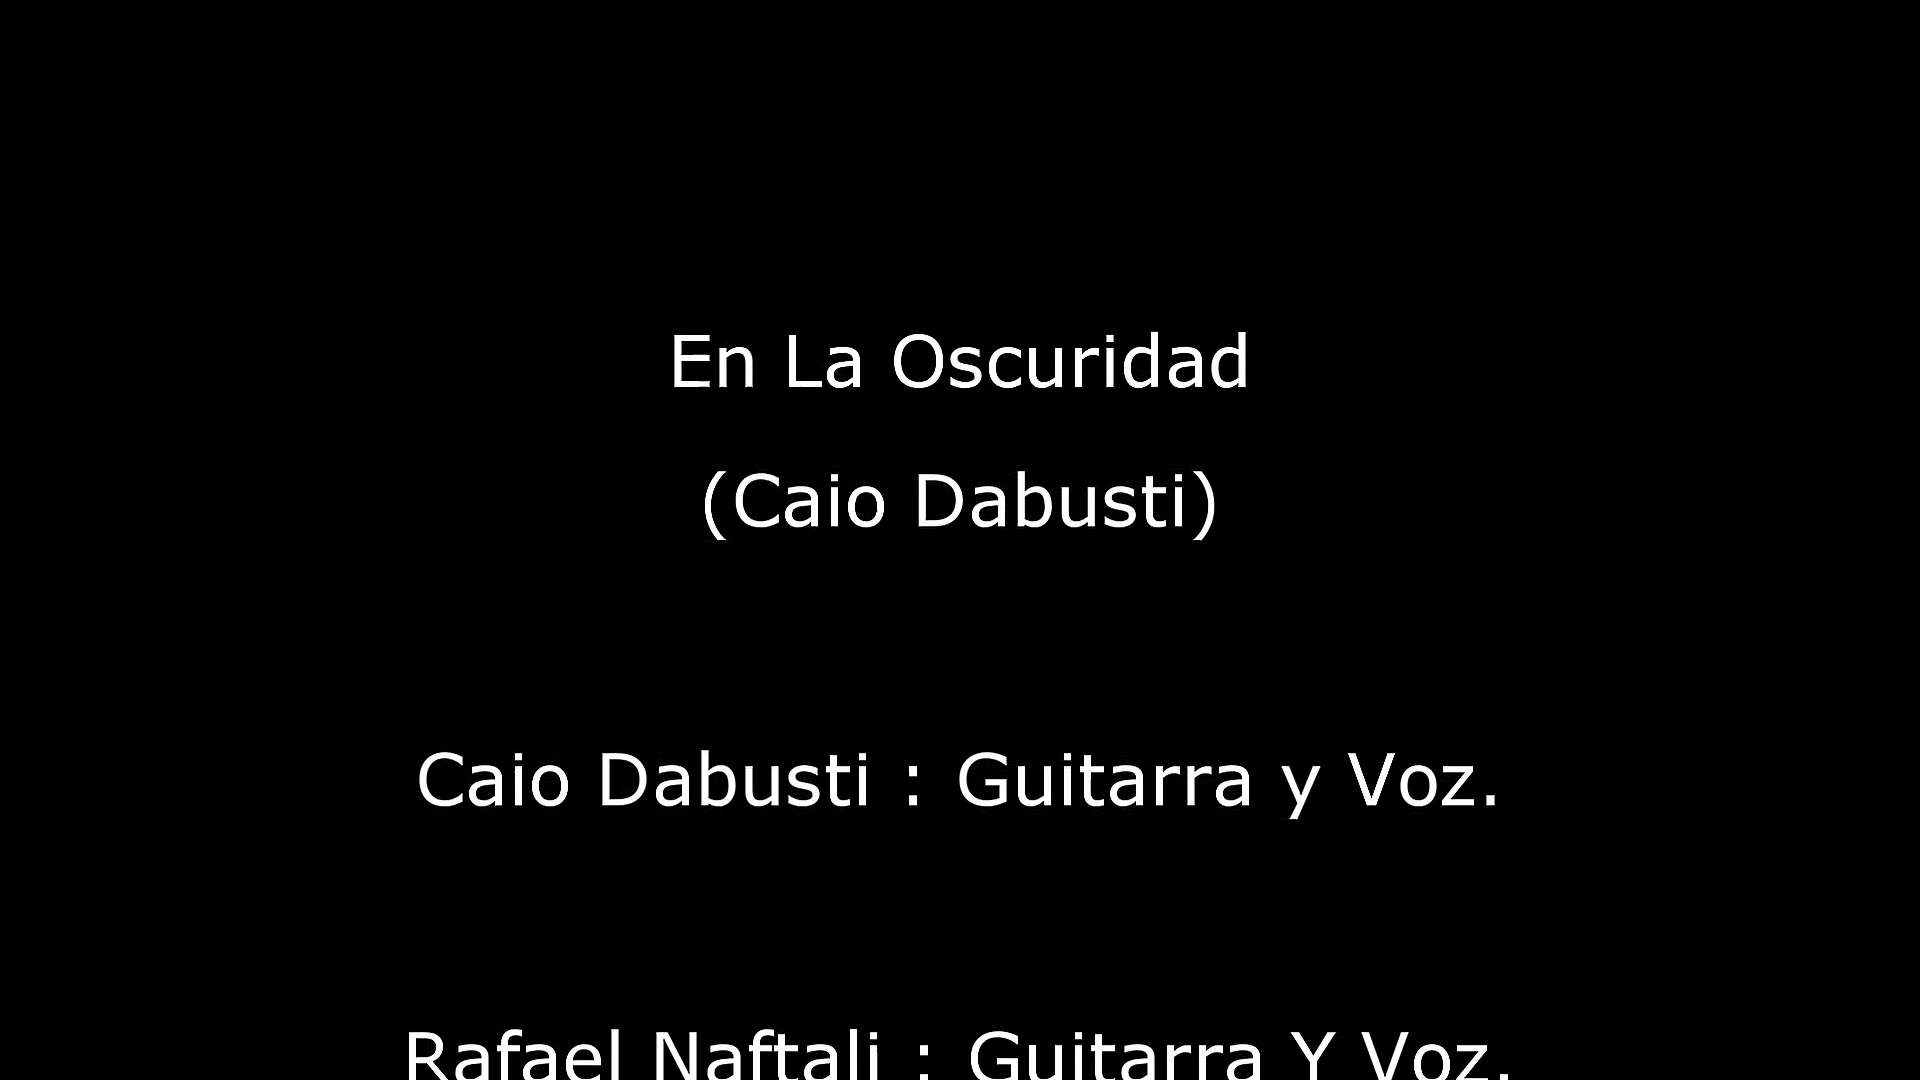 En La Oscuridad
(Caio Dabusti)
Caio Dabusti : Guitarra y Voz.
Rafael Naftali : Guitarra Y Voz.